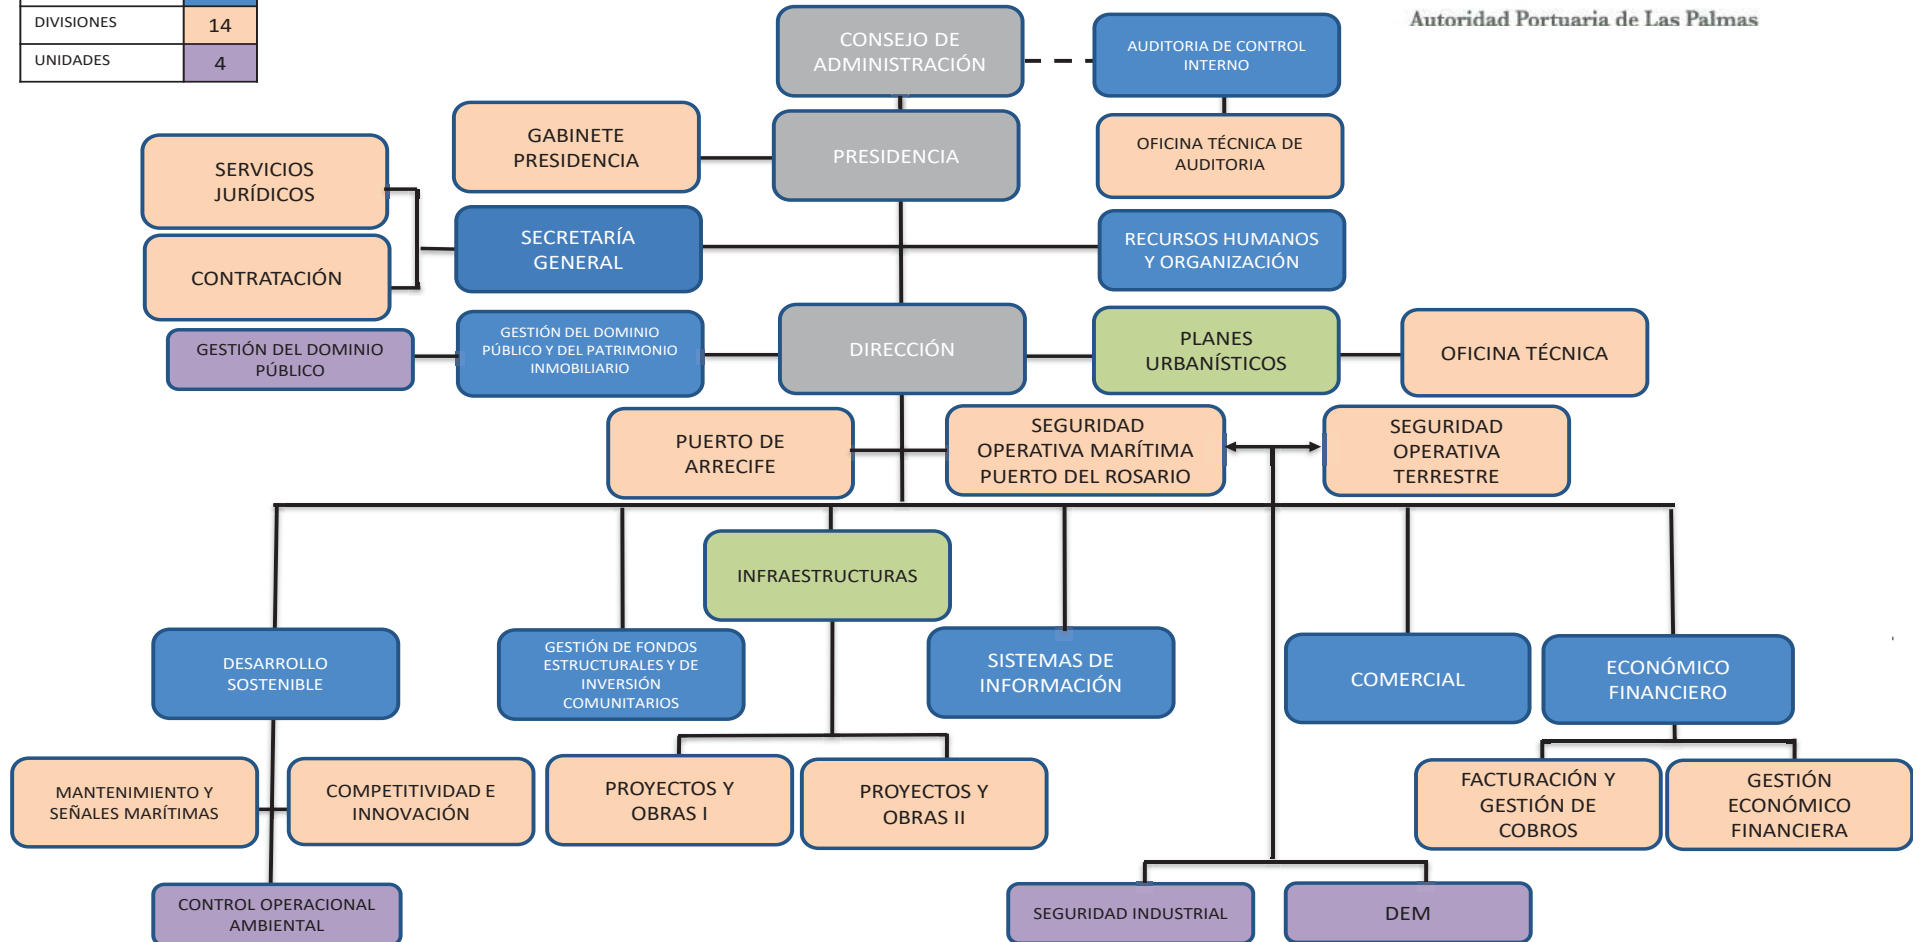 DIVISIONES 14
UNIDADES 4
Autoridad Portuaria de Las Palmas
CONSEJO DE
ADMINISTRACIÓN
AUDITORIA DE CONTROL
INTERNO
GABINETE
PRESIDENCIA
PRESIDENCIA
OFICINA TÉCNICA DE
AUDITORIA
SERVICIOS
JURÍDICOS
CONTRATACIÓN
SECRETARÍA
GENERAL
RECURSOS HUMANOS
Y ORGANIZACIÓN
GESTIÓN DEL DOMINIO
PÚBLICO
GESTIÓN DEL DOMINIO
PÚBLICO Y DEL PATRIMONIO
INMOBILIARIO
DIRECCIÓN
PLANES
URBANÍSTICOS
OFICINA TÉCNICA
PUERTO DE
ARRECIFE
SEGURIDAD
OPERATIVA MARÍTIMA
PUERTO DEL ROSARIO
SEGURIDAD
OPERATIVA
TERRESTRE
INFRAESTRUCTURAS
DESARROLLO
SOSTENIBLE
GESTIÓN DE FONDOS
ESTRUCTURALES Y DE
INVERSIÓN
COMUNITARIOS
SISTEMAS DE
INFORMACIÓN
COMERCIAL
ECONÓMICO
FINANCIERO
MANTENIMIENTO Y
SEÑALES MARÍTIMAS
COMPETITIVIDAD E
INNOVACIÓN
PROYECTOS Y
OBRAS I
PROYECTOS Y
OBRAS II
FACTURACIÓN Y
GESTIÓN DE
COBROS
GESTIÓN
ECONÓMICO
FINANCIERA
CONTROL OPERACIONAL
AMBIENTAL
SEGURIDAD INDUSTRIAL
DEM